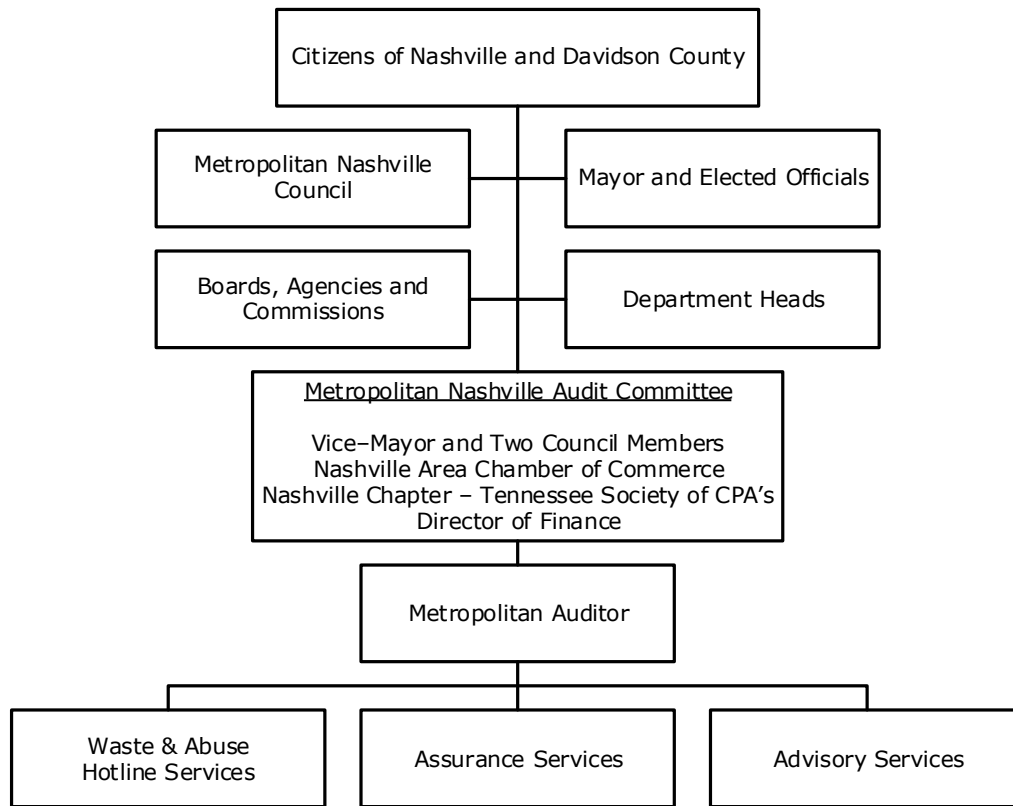 Citizens of Nashville and Davidson County
Metropolitan Nashville
Council
Mayor and Elected Officials
Boards, Agencies and
Commissions
Department Heads
Metropolitan Nashville Audit Committee
Vice–Mayor and Two Council Members
Nashville Area Chamber of Commerce
Nashville Chapter – Tennessee Society of CPA’s
Director of Finance
Metropolitan Auditor
Waste & Abuse
Hotline Services
Assurance Services
Advisory Services